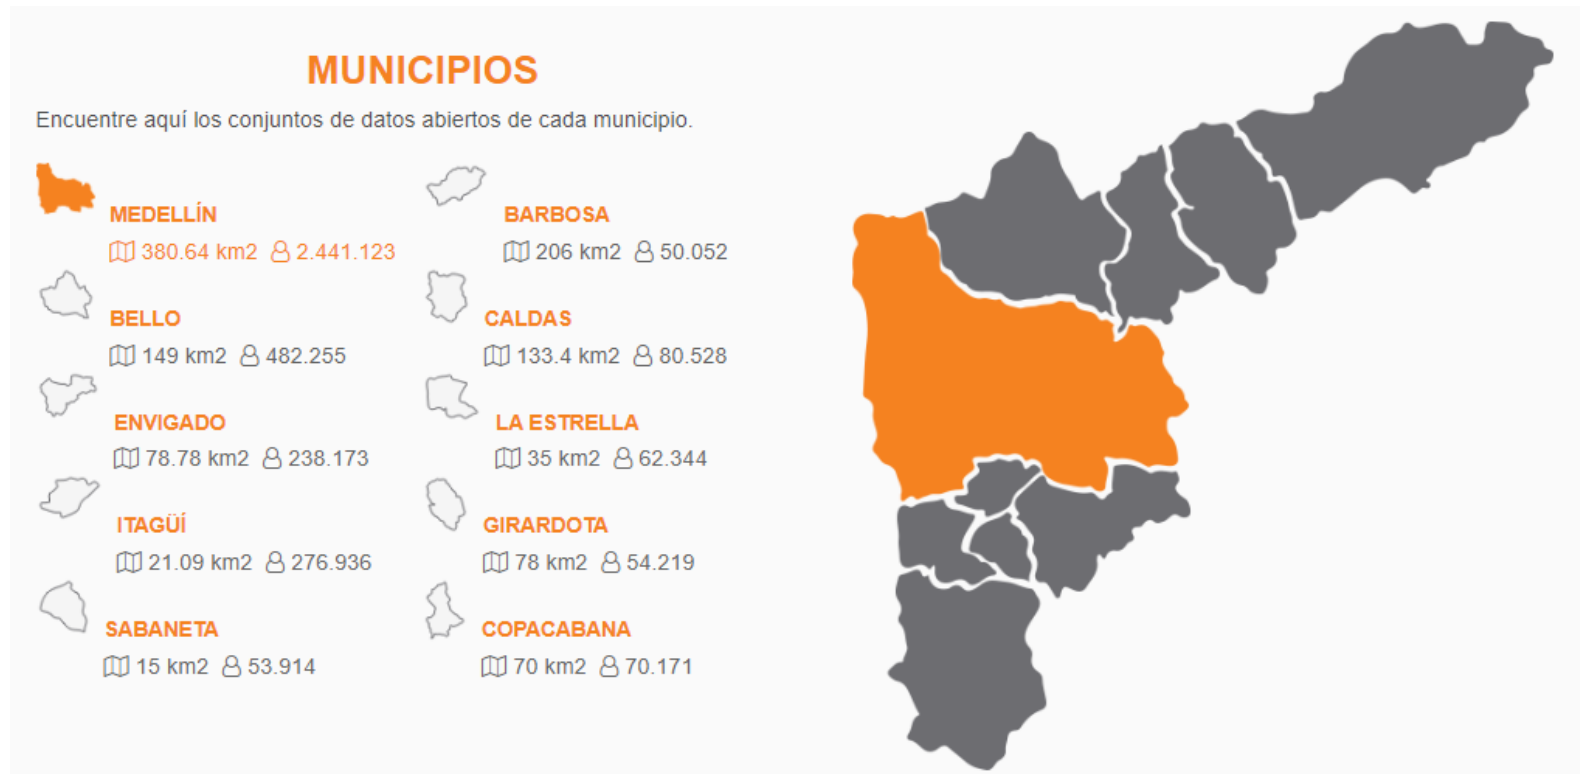 MUNICIPIOS
Encuentre aquí los conjuntos de datos abiertos de cada municipio.
MEDELLÍN
380.64 km2 2.441.123
BARBOSA
206 km2 50.052
BELLO
149 km2 482.255
CALDAS
133.4 km2 80.528
ENVIGADO
78.78 km2 238.173
LA ESTRELLA
35 km2 62.344
ITAGÜÍ
21.09 km2 276.936
GIRARDOTA
78 km2 54.219
SABANETA
15 km2 53.914
COPACABANA
70 km2 70.171